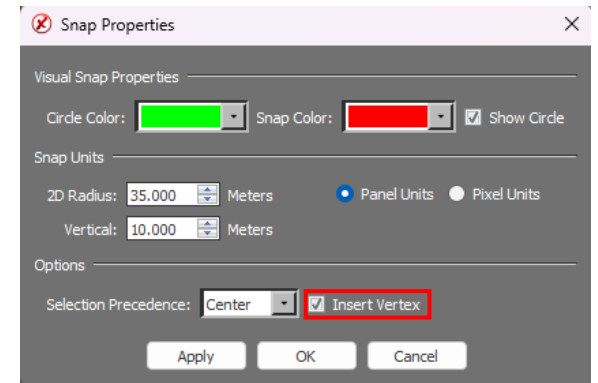 Snap Properties
Visual Snap Properties
Circle Color: Snap Color: Show Circle
Snap Units
2D Radius: 35.000 Meters Panel Units Pixel Units
Vertical: 10.000 Meters
Options
Selection Precedence: Center Insert Vertex
Apply OK Cancel